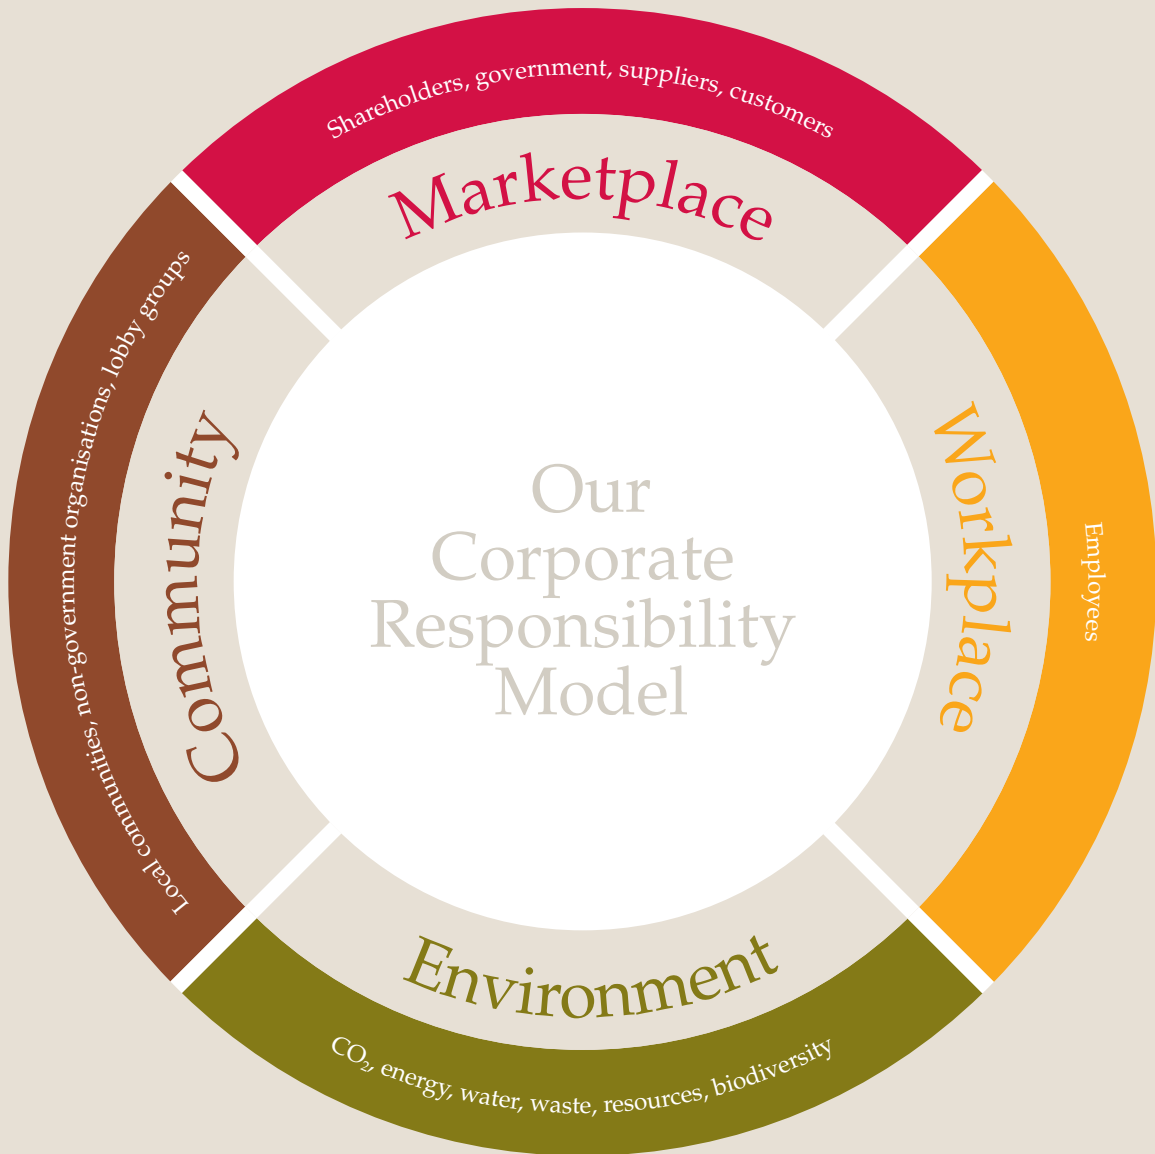 Shareholders, government, suppliers, customers
Marketplace
Workplace
Employees
Our
Corporate
Responsibility
Model
Community
Local communities, non-government organisations, lobby groups
Environment
CO₂, energy, water, waste, resources, biodiversity